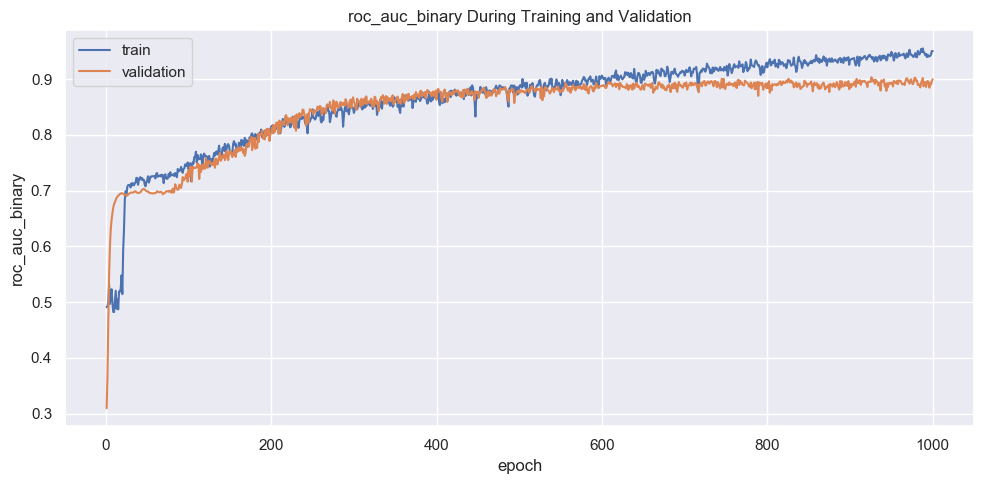 roc_auc_binary During Training and Validation
train
validation
roc_auc_binary
0.9
0.8
0.7
0.6
0.5
0.4
0.3
0 200 400 600 800 1000
epoch